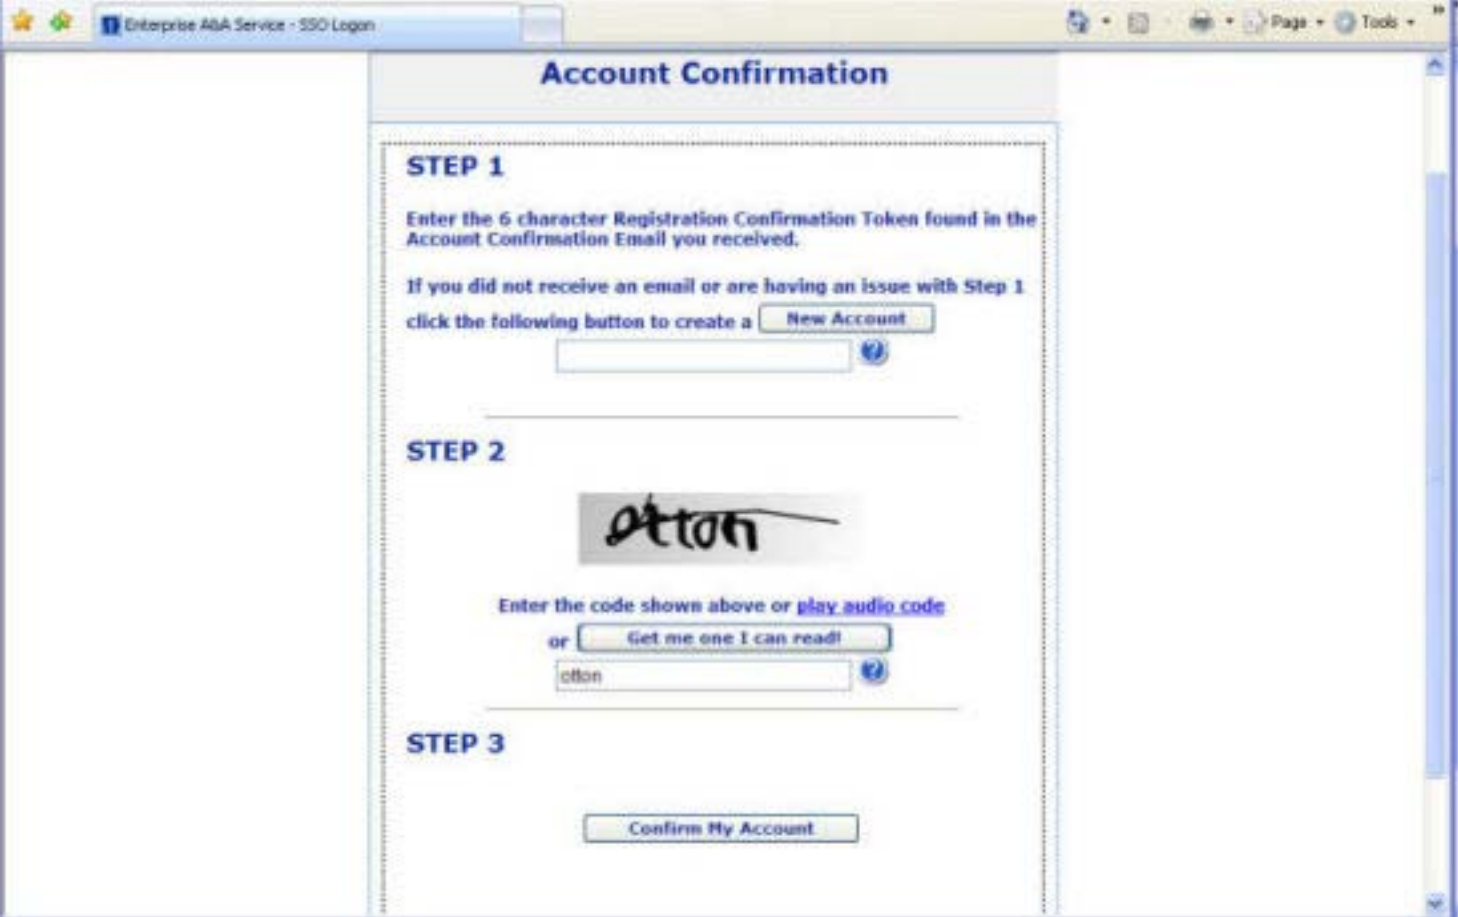 Enterprise A&A Service - SSO Logon
Page
Tools
Account Confirmation
STEP 1
Enter the 6 character Registration Confirmation Token found in the
Account Confirmation Email you received.
If you did not receive an email or are having an issue with Step 1
click the following button to create a New Account
STEP 2
otton
Enter the code shown above or play audio code
or Get me one I can read!
otton
STEP 3
Confirm My Account